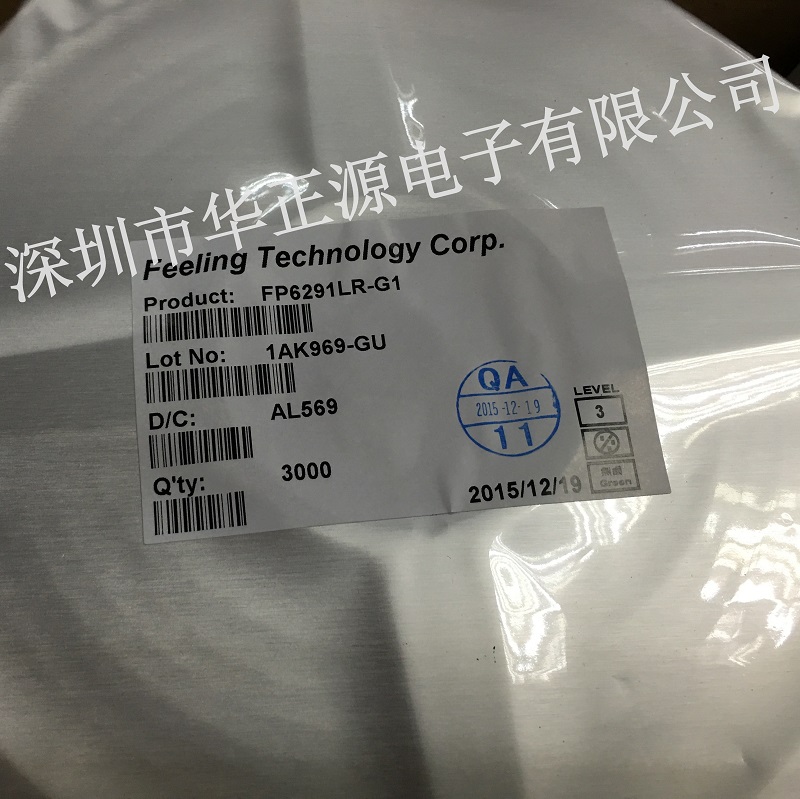 深圳市华正源电子有限公司
Feeling Technology Corp.
Product: FP6291LR-G1
Lot No: 1AK969-GU
D/C: AL569
Q'ty: 3000
QA
2015-12-19
11
LEVEL
3
Green
2015/12/19